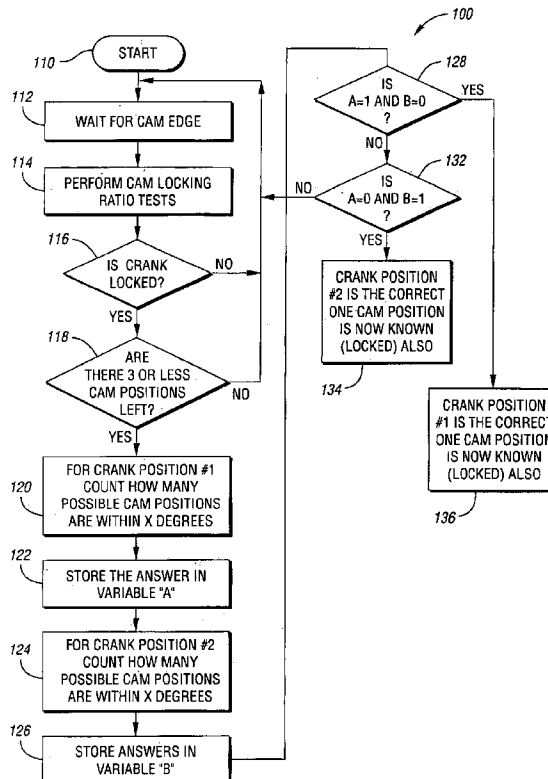 100
110
START
112
WAIT FOR CAM EDGE
114
PERFORM CAM LOCKING
RATIO TESTS
116
IS CRANK
LOCKED?
NO
YES
118
ARE
THERE 3 OR LESS
CAM POSITIONS
LEFT?
NO
YES
120
FOR CRANK POSITION #1
COUNT HOW MANY
POSSIBLE CAM POSITIONS
ARE WITHIN X DEGREES
122
STORE THE ANSWER IN
VARIABLE "A"
124
FOR CRANK POSITION #2
COUNT HOW MANY
POSSIBLE CAM POSITIONS
ARE WITHIN X DEGREES
126
STORE ANSWERS IN
VARIABLE "B"
128
IS
A=1 AND B=0
?
YES
NO
132
IS
A=0 AND B=1
?
NO
YES
CRANK POSITION
#2 IS THE CORRECT
ONE CAM POSITION
IS NOW KNOWN
(LOCKED) ALSO
134
CRANK POSITION
#1 IS THE CORRECT
ONE CAM POSITION
IS NOW KNOWN
(LOCKED) ALSO
136